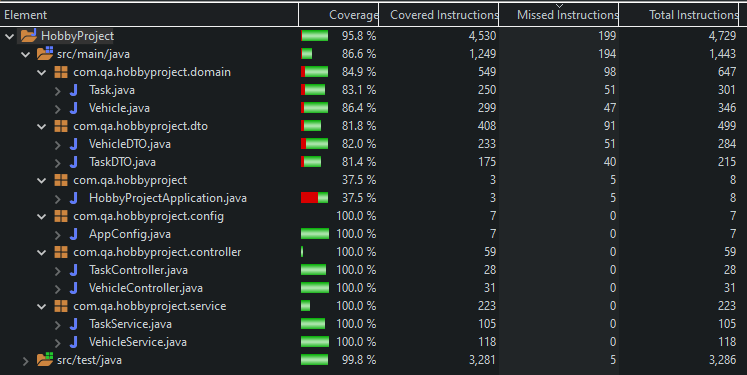 Element Coverage Covered Instructions Missed Instructions Total Instructions
HobbyProject 95.8 % 4,530 199 4,729
src/main/java 86.6 % 1,249 194 1,443
com.qa.hobbyproject.domain 84.9 % 549 98 647
Task.java 83.1 % 250 51 301
Vehicle.java 86.4 % 299 47 346
com.qa.hobbyproject.dto 81.8 % 408 91 499
VehicleDTO.java 82.0 % 233 51 284
TaskDTO.java 81.4 % 175 40 215
com.qa.hobbyproject 37.5 % 3 5 8
HobbyProjectApplication.java 37.5 % 3 5 8
com.qa.hobbyproject.config 100.0 % 7 0 7
AppConfig.java 100.0 % 7 0 7
com.qa.hobbyproject.controller 100.0 % 59 0 59
TaskController.java 100.0 % 28 0 28
VehicleController.java 100.0 % 31 0 31
com.qa.hobbyproject.service 100.0 % 223 0 223
TaskService.java 100.0 % 105 0 105
VehicleService.java 100.0 % 118 0 118
src/test/java 99.8 % 3,281 5 3,286